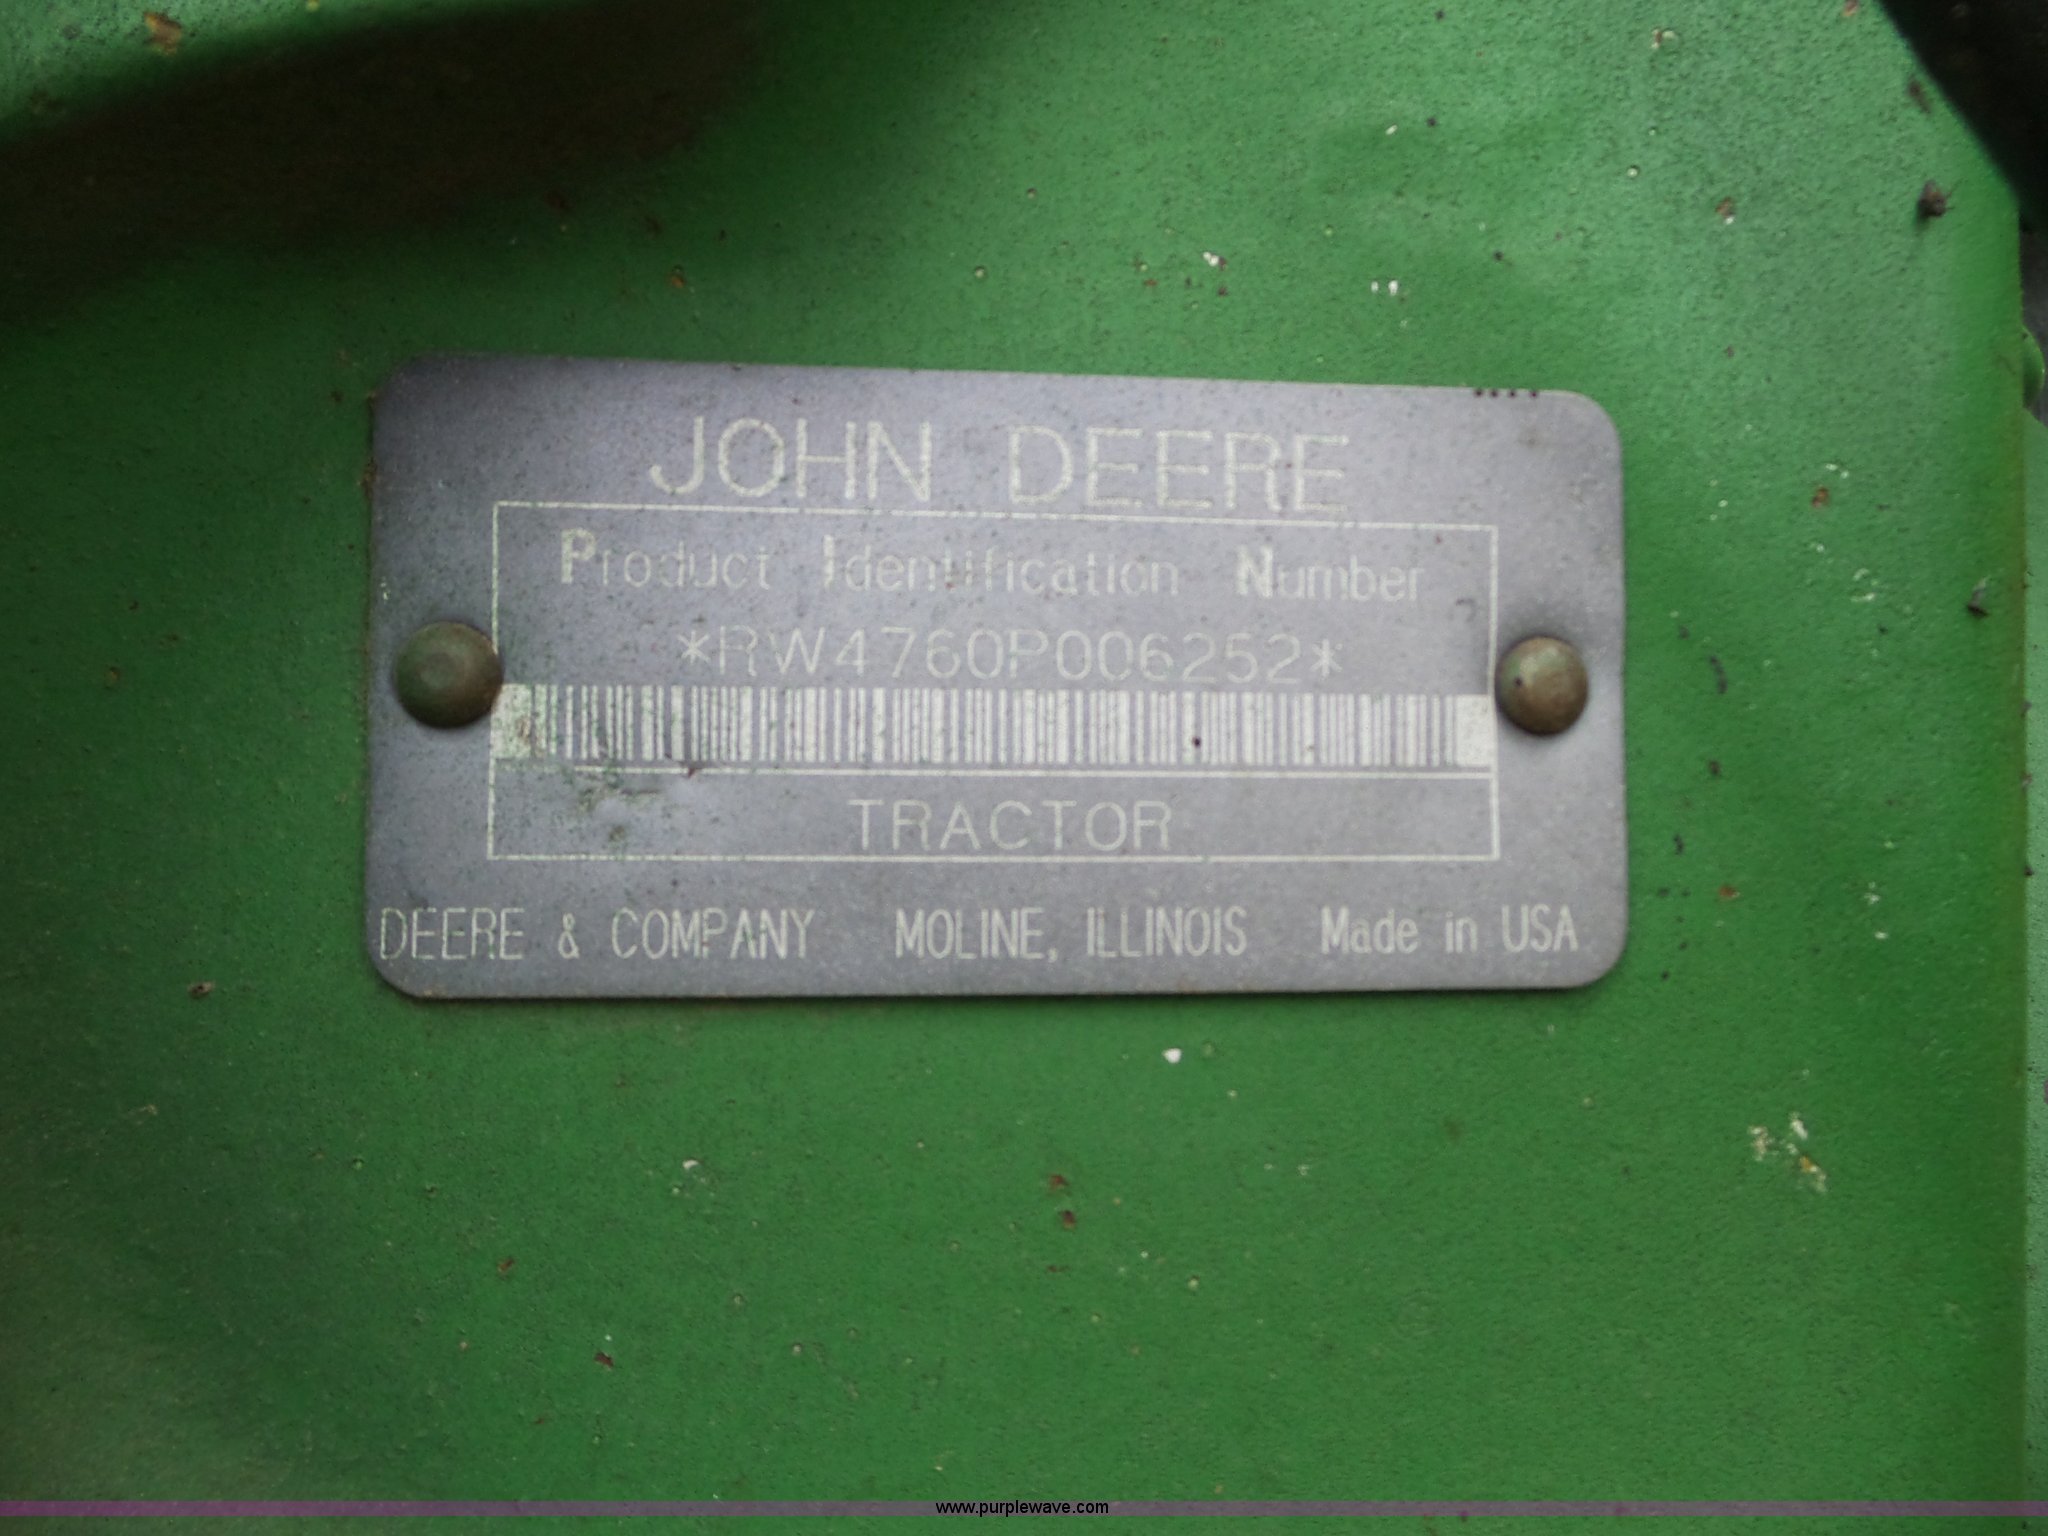 JOHN DEERE
Product Identification Number
*RW4760P006252*
TRACTOR
DEERE & COMPANY MOLINE, ILLINOIS Made in USA
www.purplewave.com